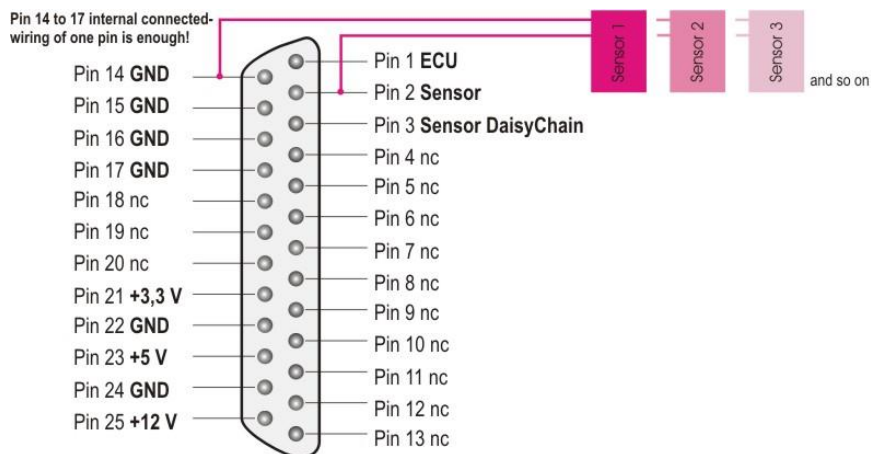 Pin 14 to 17 internal connected-
wiring of one pin is enough!
Pin 14 GND
Pin 15 GND
Pin 16 GND
Pin 17 GND
Pin 18 nc
Pin 19 nc
Pin 20 nc
Pin 21 +3,3 V
Pin 22 GND
Pin 23 +5 V
Pin 24 GND
Pin 25 +12 V
Pin 1 ECU
Pin 2 Sensor
Pin 3 Sensor DaisyChain
Pin 4 nc
Pin 5 nc
Pin 6 nc
Pin 7 nc
Pin 8 nc
Pin 9 nc
Pin 10 nc
Pin 11 nc
Pin 12 nc
Pin 13 nc
Sensor 1
Sensor 2
Sensor 3
and so on